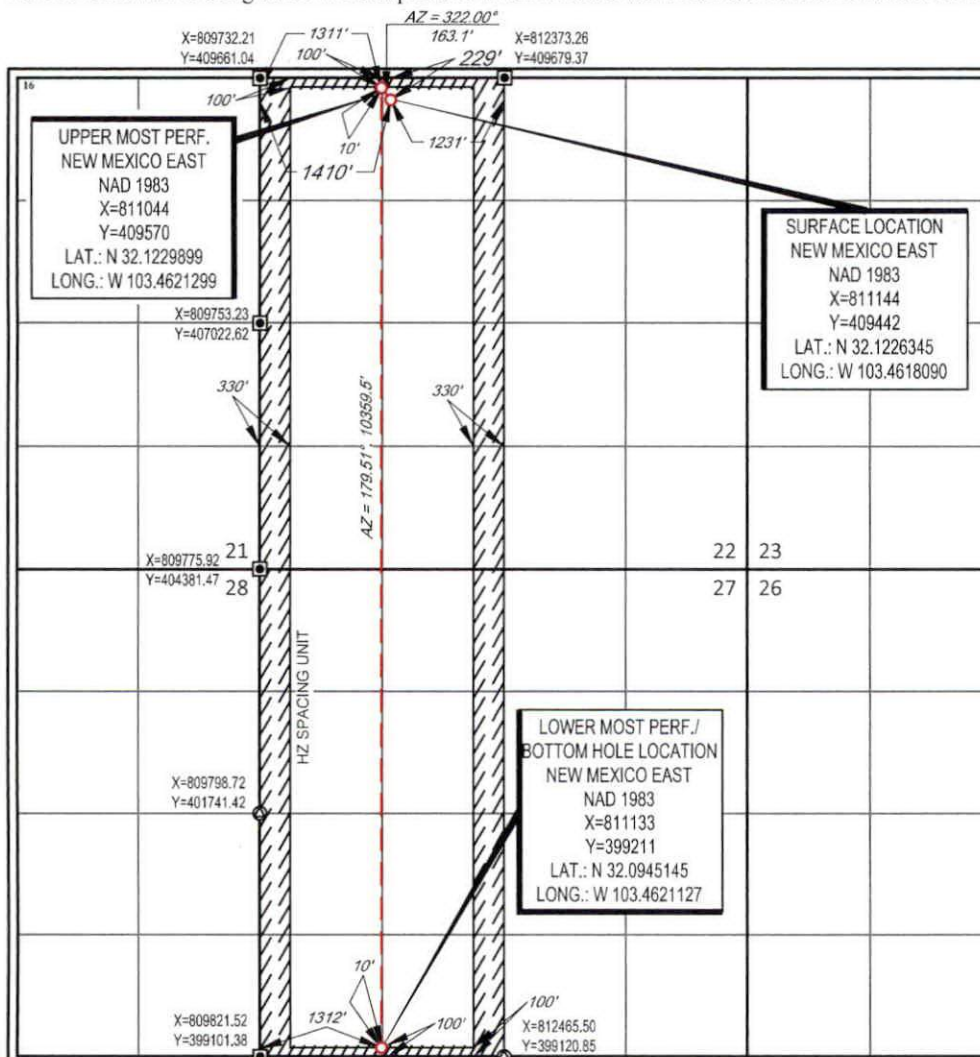 AZ = 322.00°
163.1'
X=809732.21
Y=409661.04
1311'
100'
229'
X=812373.26
Y=409679.37
16
100'
10'
1410'
1231'
UPPER MOST PERF.
NEW MEXICO EAST
NAD 1983
X=811044
Y=409570
LAT.: N 32.1229899
LONG.: W 103.4621299
SURFACE LOCATION
NEW MEXICO EAST
NAD 1983
X=811144
Y=409442
LAT.: N 32.1226345
LONG.: W 103.4618090
X=809753.23
Y=407022.62
330'
330'
AZ = 179.51° 10359.5'
X=809775.92
Y=404381.47
21
28
22
23
27
26
HZ SPACING UNIT
LOWER MOST PERF./
BOTTOM HOLE LOCATION
NEW MEXICO EAST
NAD 1983
X=811133
Y=399211
LAT.: N 32.0945145
LONG.: W 103.4621127
X=809798.72
Y=401741.42
10'
X=809821.52
Y=399101.38
1312'
100'
100'
X=812465.50
Y=399120.85